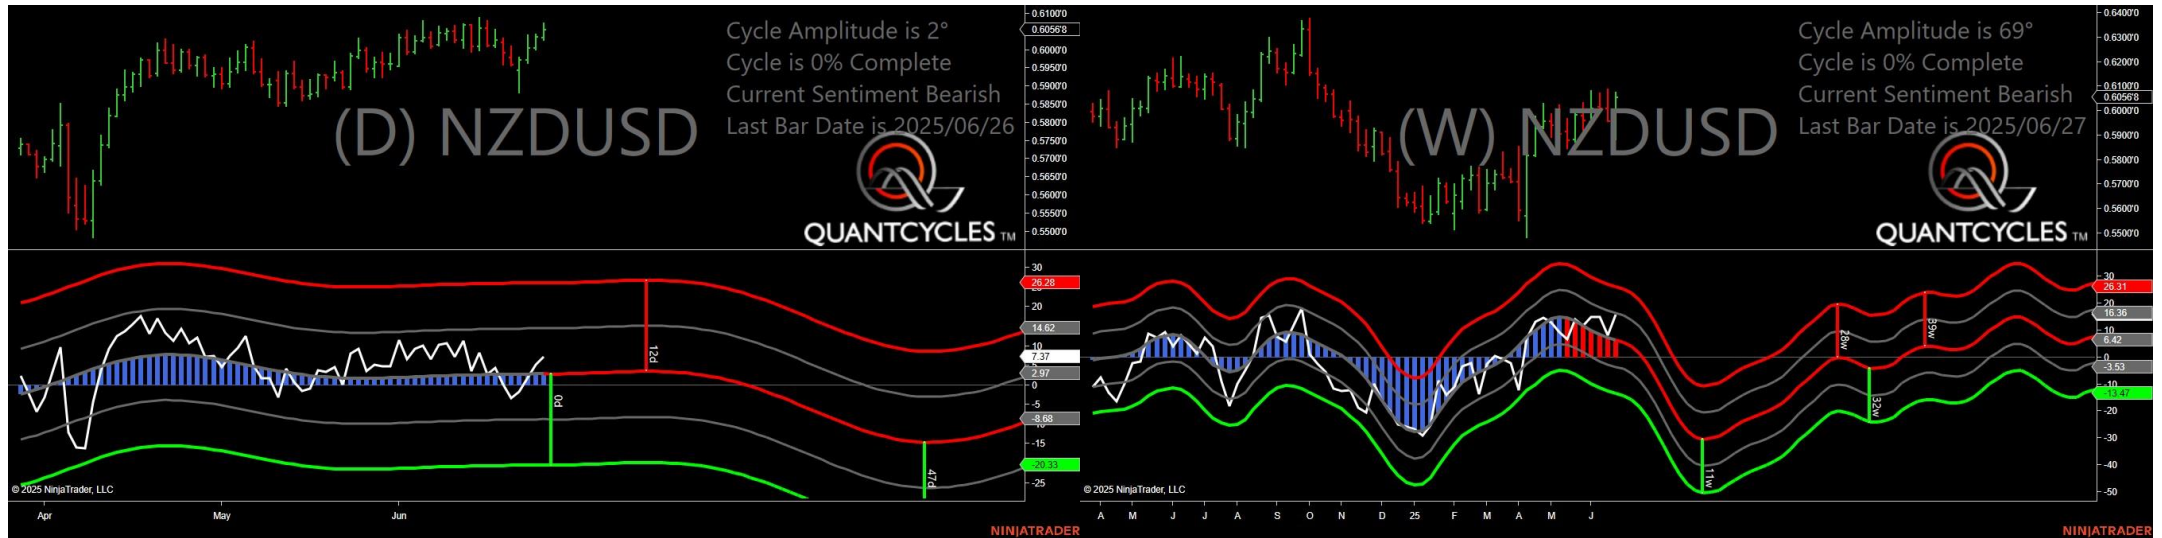 Cycle Amplitude is 2°
Cycle is 0% Complete
Current Sentiment Bearish
Last Bar Date is 2025/06/26
(D) NZDUSD
QUANTCYCLES TM
0.6100'0
0.6056'8
0.6000'0
0.5950'0
0.5900'0
0.5850'0
0.5800'0
0.5750'0
0.5700'0
0.5650'0
0.5600'0
0.5550'0
0.5500'0
30
26.28
20
14.62
10
7.37
2.97
0
-5
-8.68
-15
-20.33
-25
12d
0d
47d
© 2025 NinjaTrader, LLC
Apr
May
Jun
NINJATRADER
Cycle Amplitude is 69°
Cycle is 0% Complete
Current Sentiment Bearish
Last Bar Date is 2025/06/27
(W) NZDUSD
QUANTCYCLES TM
0.6400'0
0.6300'0
0.6200'0
0.6100'0
0.6056'8
0.6000'0
0.5900'0
0.5800'0
0.5700'0
0.5600'0
0.5500'0
30
26.31
20
16.36
10
6.42
0
-3.53
-10
-13.47
-20
-30
-40
-50
28w
39w
32w
11w
© 2025 NinjaTrader, LLC
A M J J A S O N D 25 F M A M J
NINJATRADER